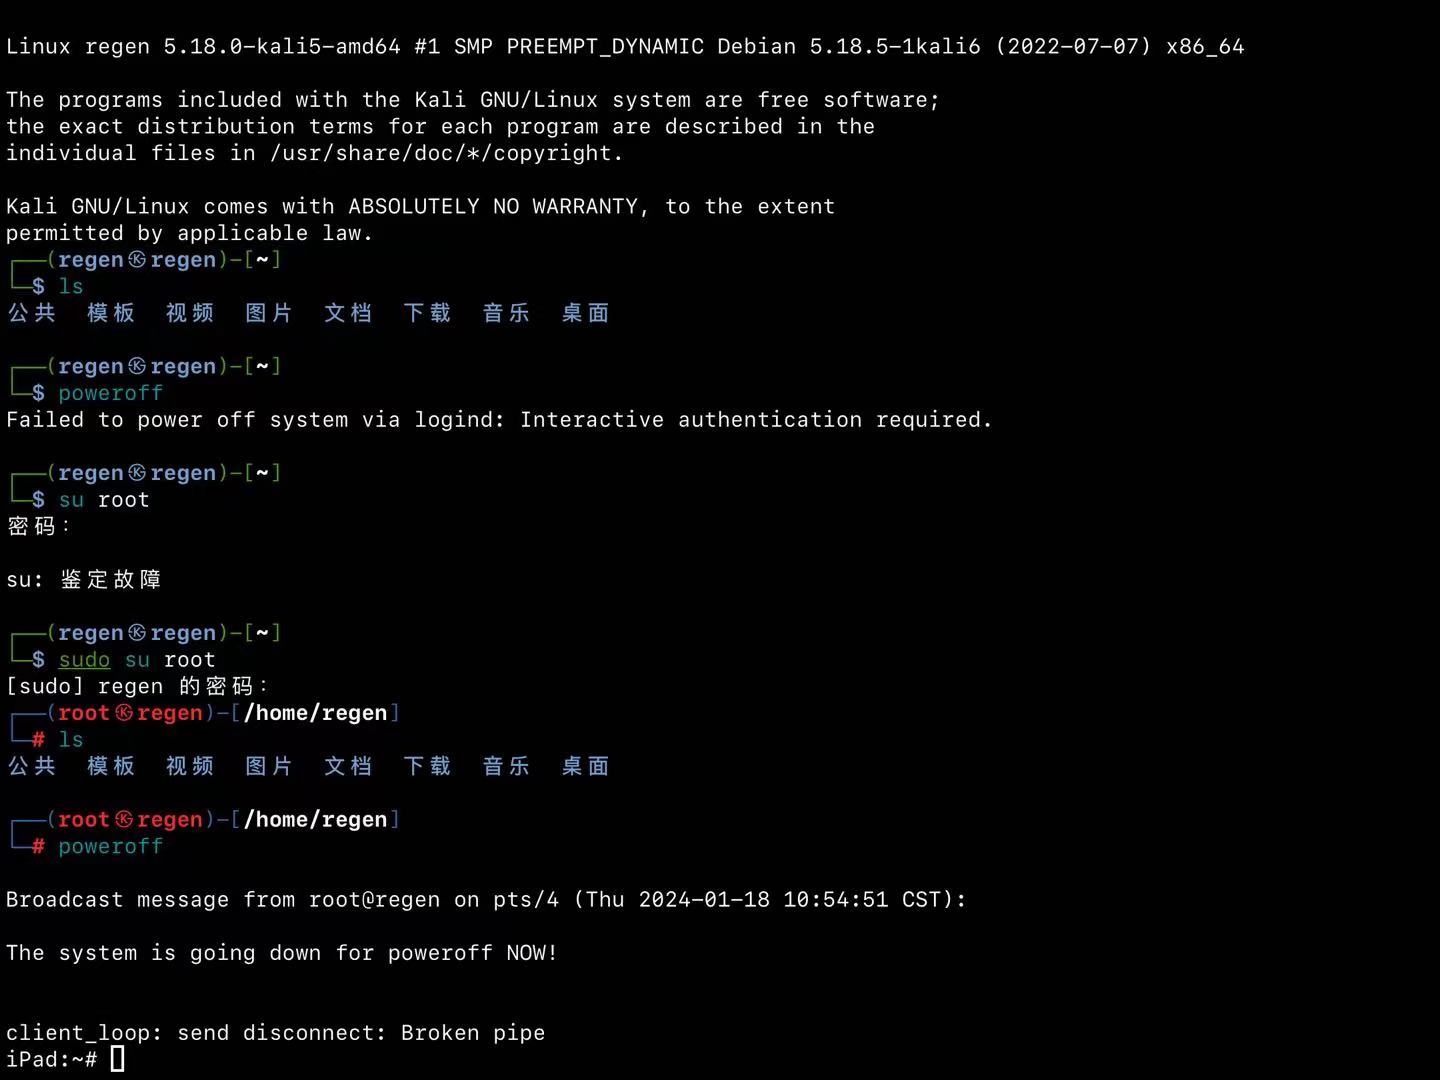 Linux regen 5.18.0-kali5-amd64 #1 SMP PREEMPT_DYNAMIC Debian 5.18.5-1kali6 (2022-07-07) x86_64
The programs included with the Kali GNU/Linux system are free software;
the exact distribution terms for each program are described in the
individual files in /usr/share/doc/*/copyright.
Kali GNU/Linux comes with ABSOLUTELY NO WARRANTY, to the extent
permitted by applicable law.
┌──(regen㉿regen)-[~]
└─$ ls
公共 模板 视频 图片 文档 下载 音乐 桌面
┌──(regen㉿regen)-[~]
└─$ poweroff
Failed to power off system via logind: Interactive authentication required.
┌──(regen㉿regen)-[~]
└─$ su root
密码：
su: 鉴定故障
┌──(regen㉿regen)-[~]
└─$ sudo su root
[sudo] regen 的密码：
┌──(root㉿regen)-[/home/regen]
└─# ls
公共 模板 视频 图片 文档 下载 音乐 桌面
┌──(root㉿regen)-[/home/regen]
└─# poweroff
Broadcast message from root@regen on pts/4 (Thu 2024-01-18 10:54:51 CST):
The system is going down for poweroff NOW!
client_loop: send disconnect: Broken pipe
iPad:~#